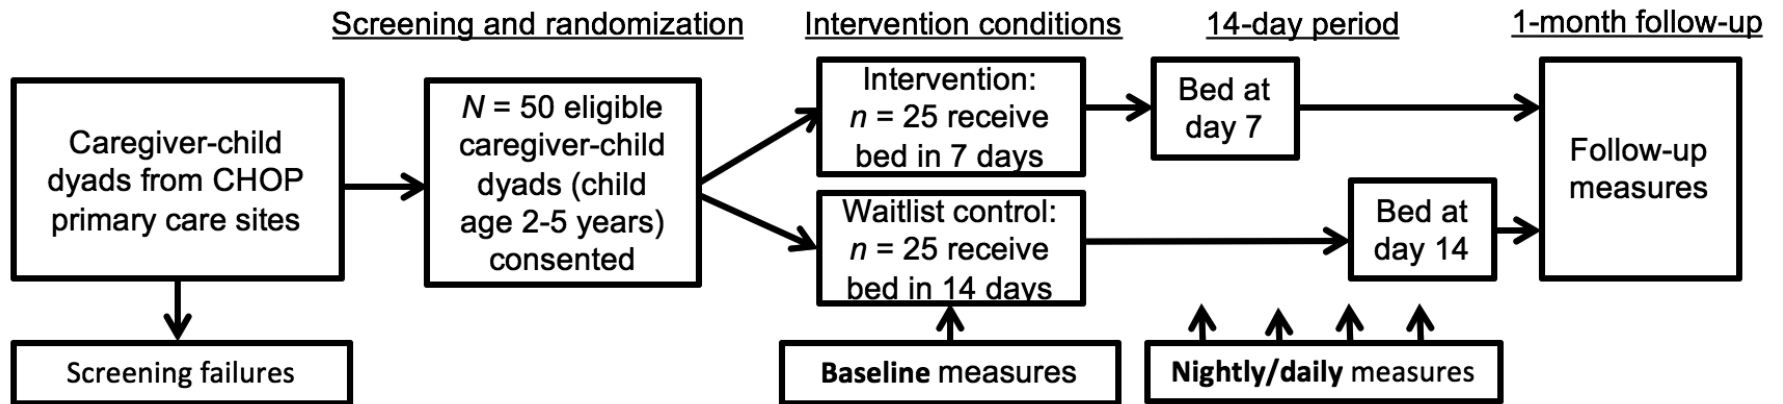 Screening and randomization
Intervention conditions
14-day period
1-month follow-up
Caregiver-child
dyads from CHOP
primary care sites
N = 50 eligible
caregiver-child
dyads (child
age 2-5 years)
consented
Intervention:
n = 25 receive
bed in 7 days
Bed at
day 7
Waitlist control:
n = 25 receive
bed in 14 days
Bed at
day 14
Follow-up
measures
Screening failures
Baseline measures
Nightly/daily measures